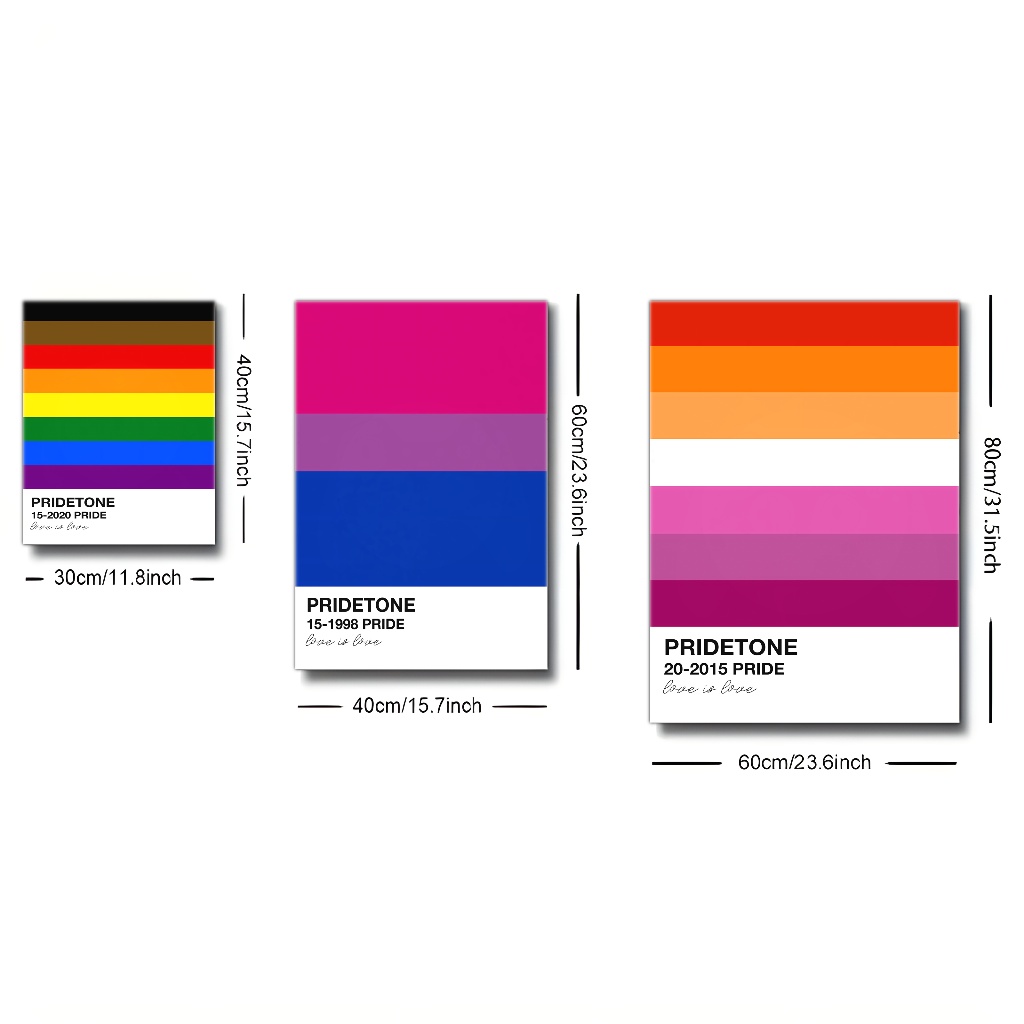 PRIDETONE
15-2020 PRIDE
love is love
40cm/15.7inch
30cm/11.8inch
PRIDETONE
15-1998 PRIDE
love is love
60cm/23.6inch
40cm/15.7inch
PRIDETONE
20-2015 PRIDE
love is love
80cm/31.5inch
60cm/23.6inch